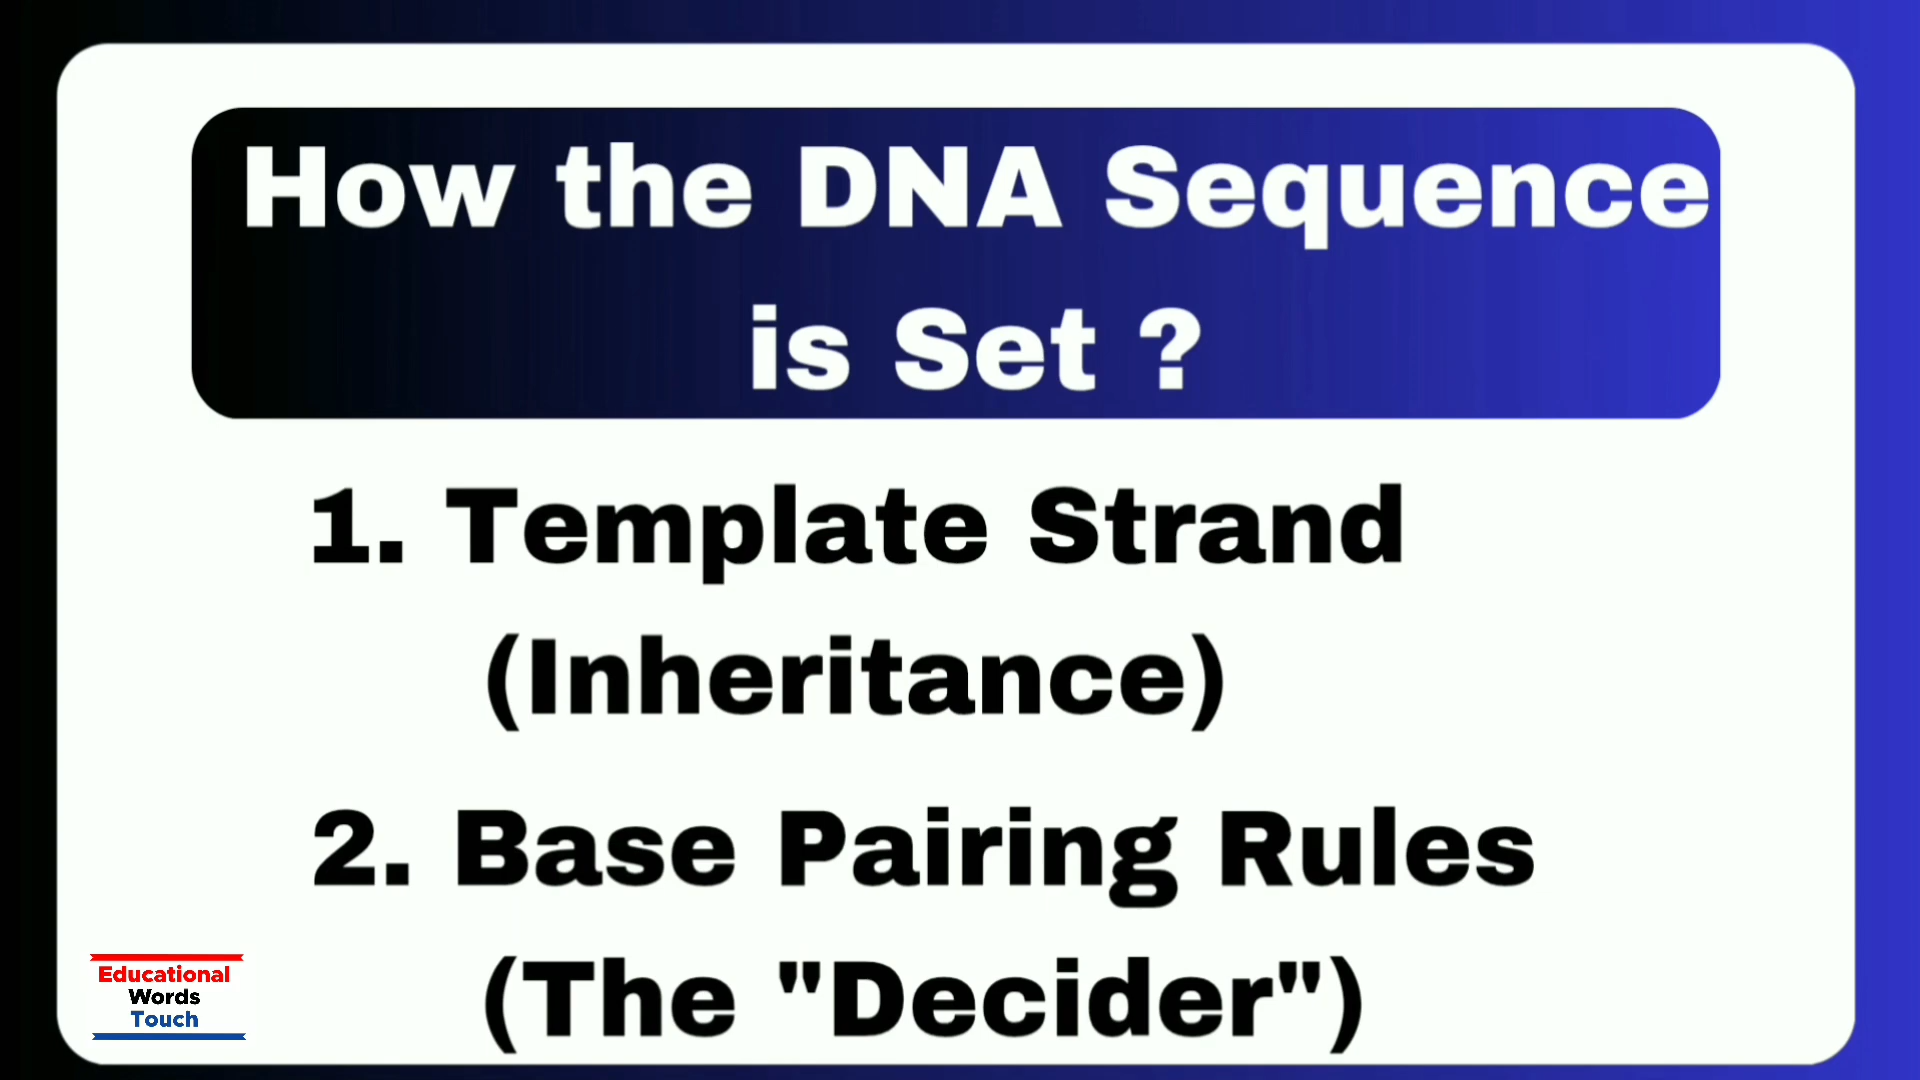 How the DNA Sequence
is Set ?
1. Template Strand
(Inheritance)
2. Base Pairing Rules
(The "Decider")
Educational
Words
Touch